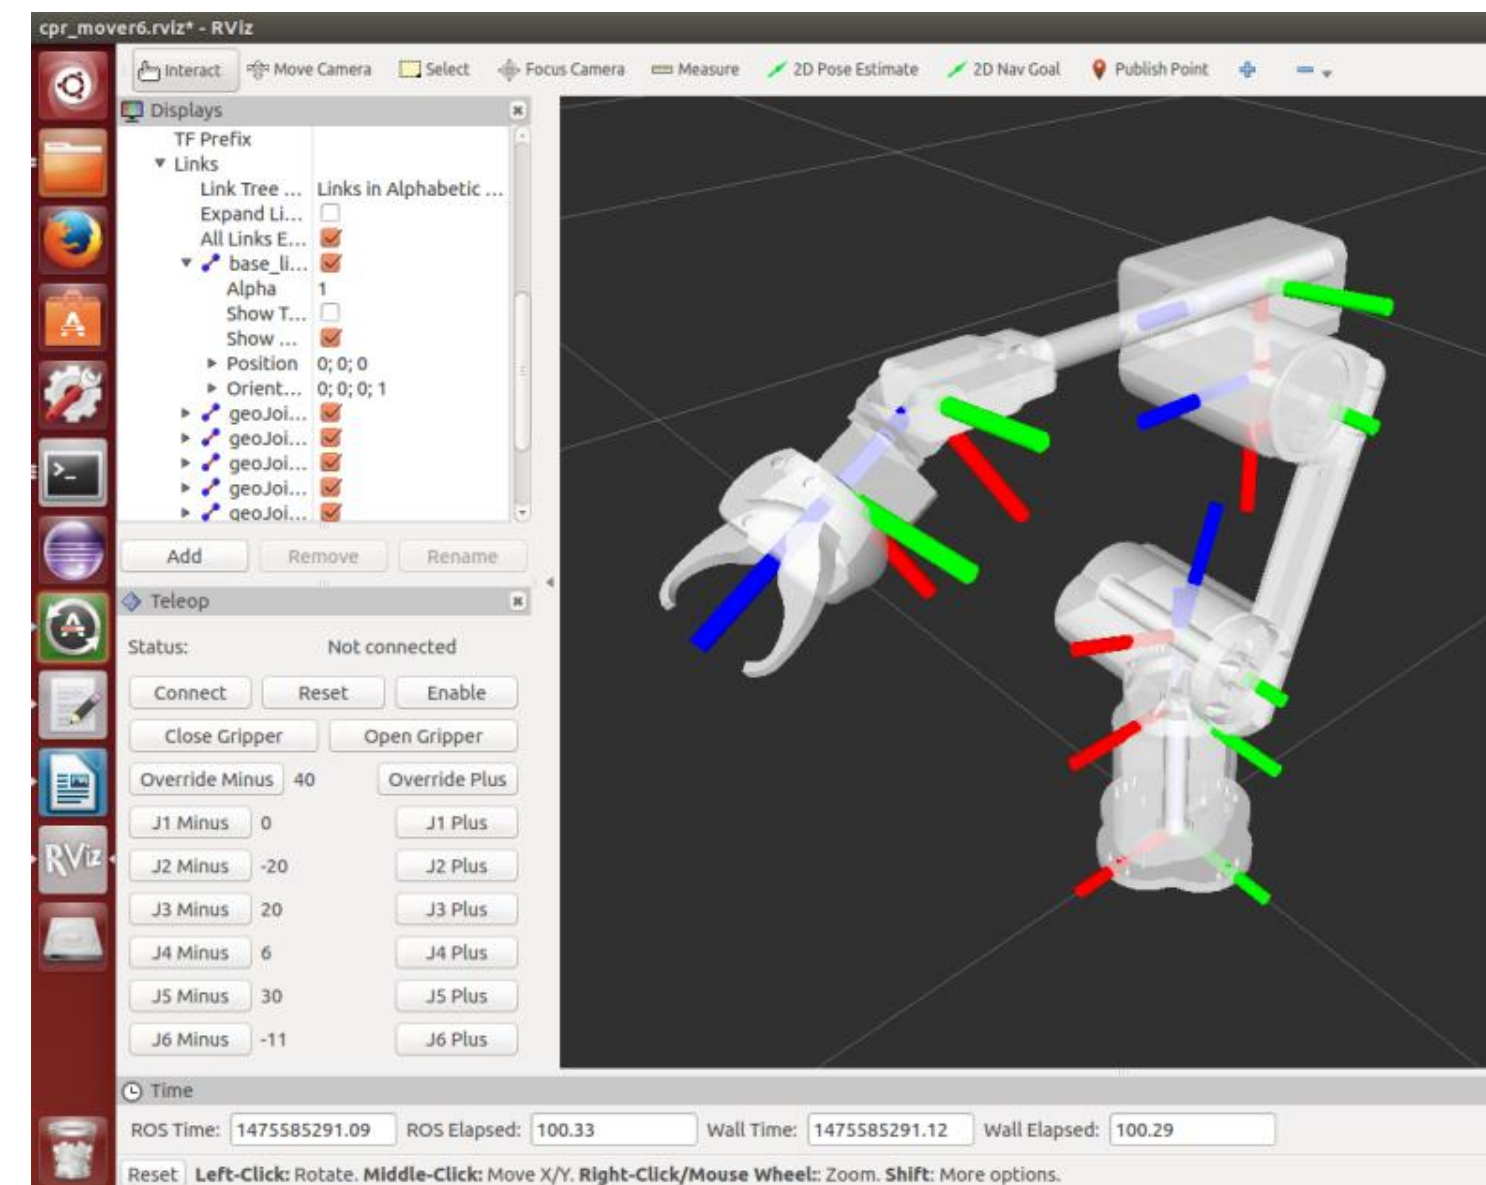 cpr_mover6.rviz* - RViz
Interact Move Camera Select Focus Camera Measure 2D Pose Estimate 2D Nav Goal Publish Point
Displays
TF Prefix
Links
Link Tree ... Links in Alphabetic ...
Expand Li...
All Links E...
base_li...
Alpha 1
Show T...
Show ...
Position 0; 0; 0
Orient... 0; 0; 0; 1
geoJoi...
geoJoi...
geoJoi...
geoJoi...
geoJoi...
Add Remove Rename
Teleop
Status: Not connected
Connect Reset Enable
Close Gripper Open Gripper
Override Minus 40 Override Plus
J1 Minus 0 J1 Plus
J2 Minus -20 J2 Plus
J3 Minus 20 J3 Plus
J4 Minus 6 J4 Plus
J5 Minus 30 J5 Plus
RViz
J6 Minus -11 J6 Plus
Time
ROS Time: 1475585291.09 ROS Elapsed: 100.33 Wall Time: 1475585291.12 Wall Elapsed: 100.29
Reset Left-Click: Rotate. Middle-Click: Move X/Y. Right-Click/Mouse Wheel:: Zoom. Shift: More options.